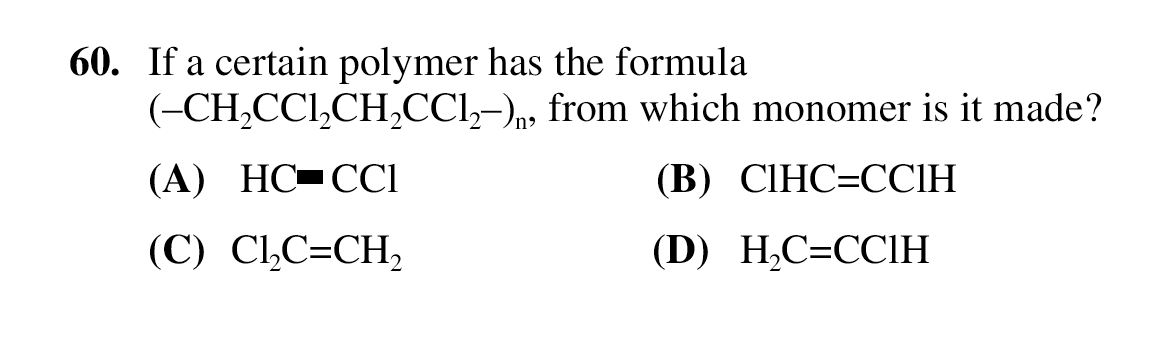 60. If a certain polymer has the formula
(–CH₂CCl₂CH₂CCl₂–)ₙ, from which monomer is it made?
(A) HC≡CCl (B) ClHC=CClH
(C) Cl₂C=CH₂ (D) H₂C=CClH